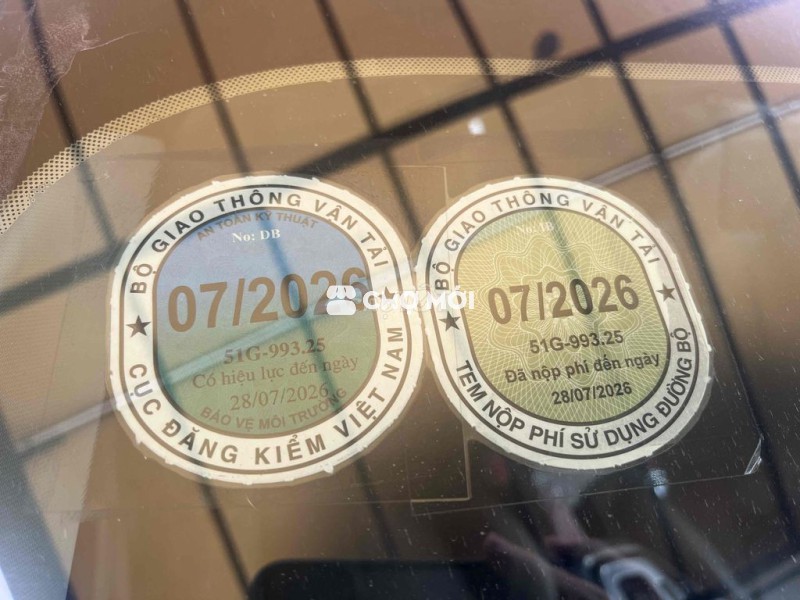 BỘ GIAO THÔNG VẬN TẢI
AN TOÀN KỸ THUẬT
No: DB
07/2026
51G-993.25
Có hiệu lực đến ngày
28/07/2026
BẢO VỆ MÔI TRƯỜNG
CỤC ĐĂNG KIỂM VIỆT NAM
CHỢ TỐT
BỘ GIAO THÔNG VẬN TẢI
07/2026
51G-993.25
Đã nộp phí đến ngày
28/07/2026
TEM NỘP PHÍ SỬ DỤNG ĐƯỜNG BỘ